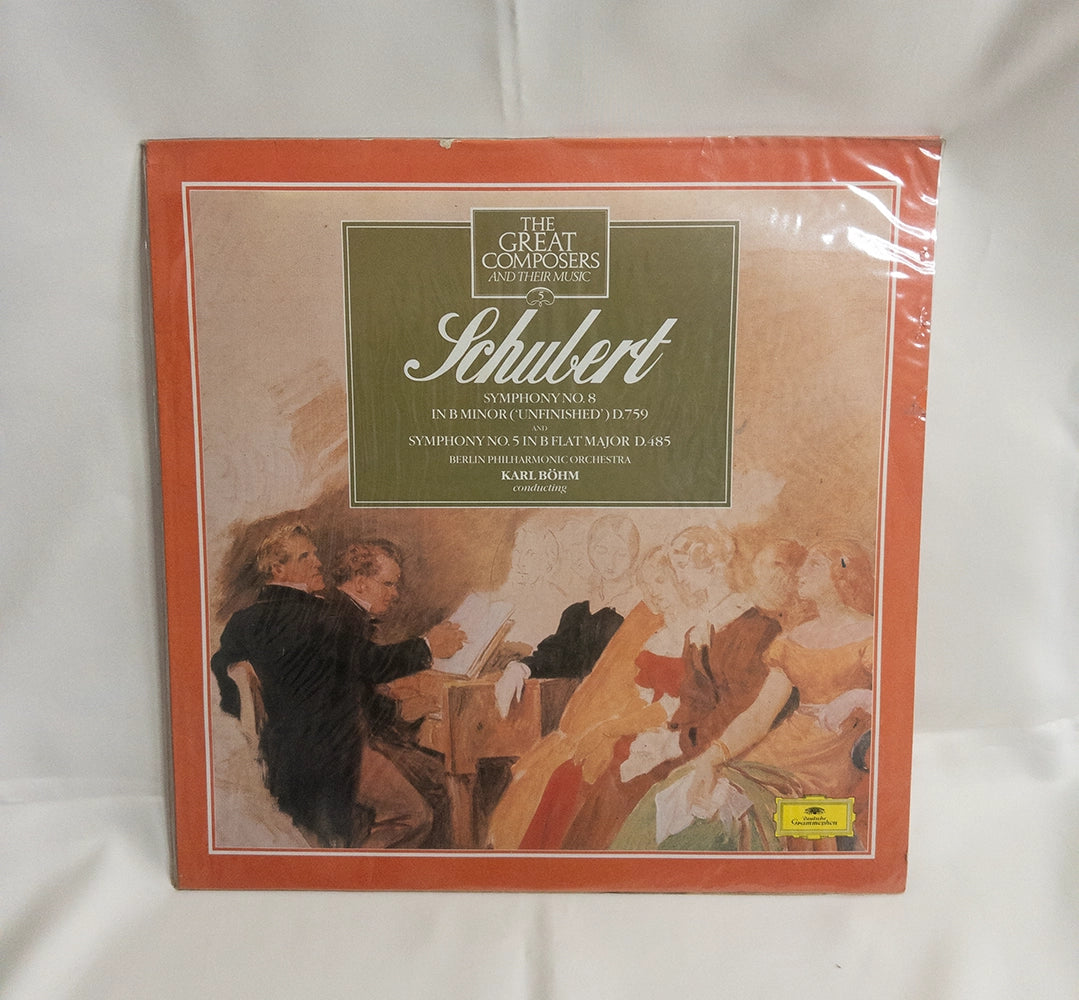 THE
GREAT
COMPOSERS
AND THEIR MUSIC
5
Schubert
SYMPHONY NO. 8
IN B MINOR ('UNFINISHED') D.759
AND
SYMPHONY NO. 5 IN B FLAT MAJOR D.485
BERLIN PHILHARMONIC ORCHESTRA
KARL BÖHM
conducting
Deutsche
Grammophon